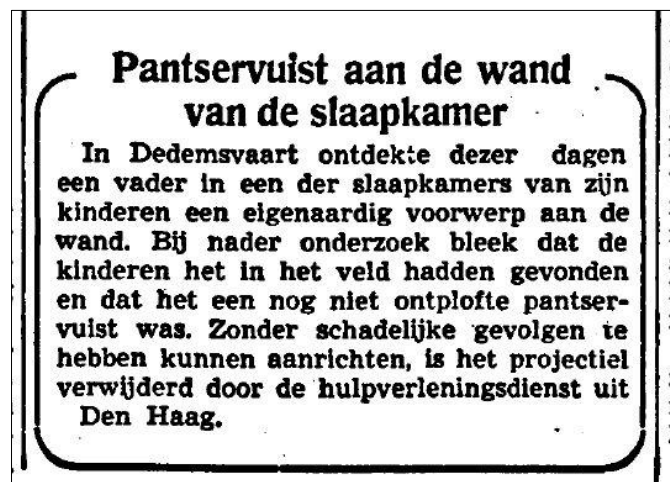 Pantservuist aan de wand
van de slaapkamer
In Dedemsvaart ontdekte dezer dagen
een vader in een der slaapkamers van zijn
kinderen een eigenaardig voorwerp aan de
wand. Bij nader onderzoek bleek dat de
kinderen het in het veld hadden gevonden
en dat het een nog niet ontplofte pantser-
vuist was. Zonder schadelijke gevolgen te
hebben kunnen aanrichten, is het projectiel
verwijderd door de hulpverleningsdienst uit
Den Haag.